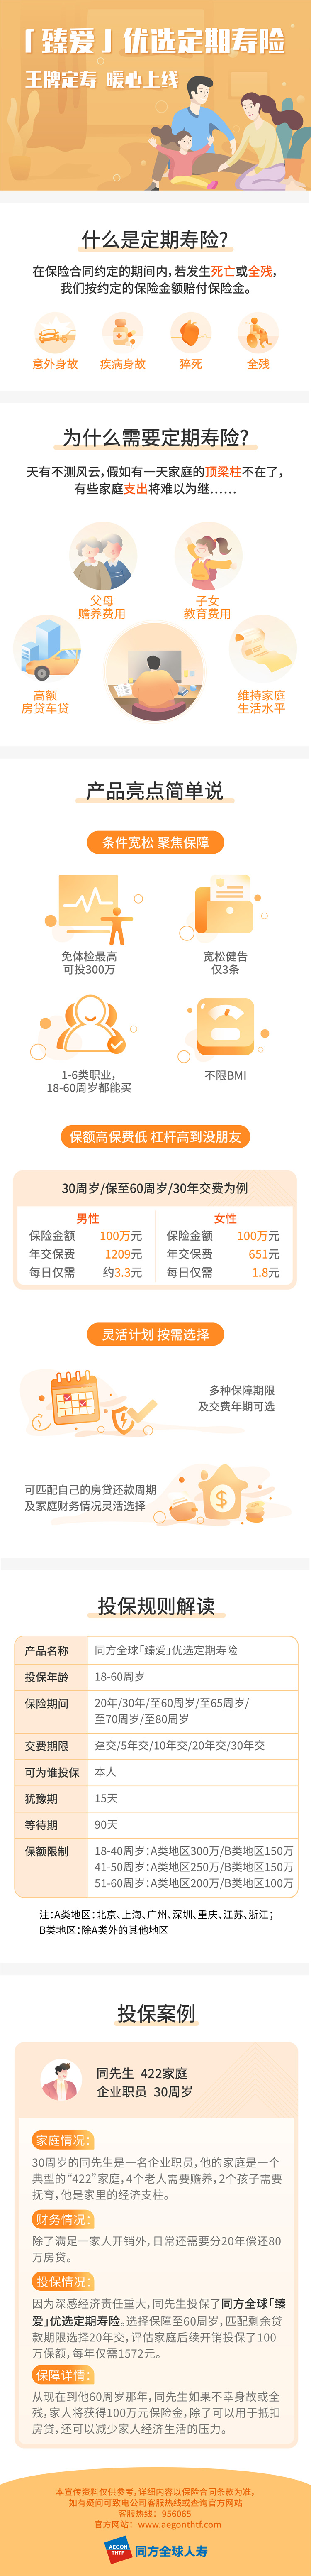 「臻爱」优选定期寿险
王牌定寿 暖心上线
什么是定期寿险?
在保险合同约定的期间内,若发生死亡或全残,
我们按约定的保险金额赔付保险金。
意外身故 疾病身故 猝死 全残
为什么需要定期寿险?
天有不测风云,假如有一天家庭的顶梁柱不在了,
有些家庭支出将难以为继……
父母
赡养费用
子女
教育费用
高额
房贷车贷
维持家庭
生活水平
产品亮点简单说
条件宽松 聚焦保障
免体检最高
可投300万
宽松健告
仅3条
1-6类职业,
18-60周岁都能买
不限BMI
保额高保费低 杠杆高到没朋友
30周岁/保至60周岁/30年交费为例
男性 女性
保险金额 100万元 保险金额 100万元
年交保费 1209元 年交保费 651元
每日仅需 约3.3元 每日仅需 1.8元
灵活计划 按需选择
多种保障期限
及交费年期可选
可匹配自己的房贷还款周期
及家庭财务情况灵活选择
投保规则解读
产品名称 同方全球「臻爱」优选定期寿险
投保年龄 18-60周岁
保险期间 20年/30年/至60周岁/至65周岁/
至70周岁/至80周岁
交费期限 趸交/5年交/10年交/20年交/30年交
可为谁投保 本人
犹豫期 15天
等待期 90天
保额限制 18-40周岁:A类地区300万/B类地区150万
41-50周岁:A类地区250万/B类地区150万
51-60周岁:A类地区200万/B类地区100万
注:A类地区:北京、上海、广州、深圳、重庆、江苏、浙江;
B类地区:除A类外的其他地区
投保案例
同先生 422家庭
企业职员 30周岁
家庭情况:
30周岁的同先生是一名企业职员,他的家庭是一个
典型的“422”家庭,4个老人需要赡养,2个孩子需要
抚育,他是家里的经济支柱。
财务情况:
除了满足一家人开销外,日常还需要分20年偿还80
万房贷。
投保情况:
因为深感经济责任重大,同先生投保了同方全球「臻
爱」优选定期寿险。选择保障至60周岁,匹配剩余贷
款期限选择20年交,评估家庭后续开销投保了100
万保额,每年仅需1572元。
保障详情:
从现在到他60周岁那年,同先生如果不幸身故或全
残,家人将获得100万元保险金,除了可以用于抵扣
房贷,还可以减少家人经济生活的压力。
本宣传资料仅供参考,详细内容以保险合同条款为准,
如有疑问可致电公司客服热线或查询官方网站
客服热线:956065
官方网站:www.aegonthtf.com
AEGON
THTF
同方全球人寿